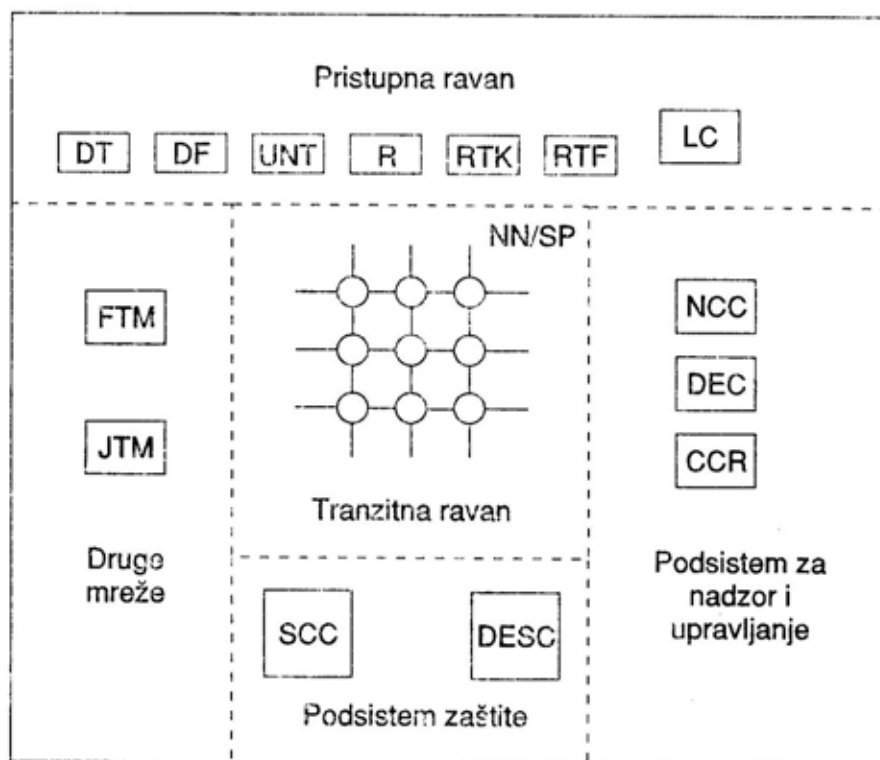 Pristupna ravan
DT DF UNT R RTK RTF LC
NN/SP
FTM
JTM
Druge
mreže
Tranzitna ravan
NCC
DEC
CCR
Podsistem za
nadzor i
upravljanje
SCC DESC
Podsistem zaštite